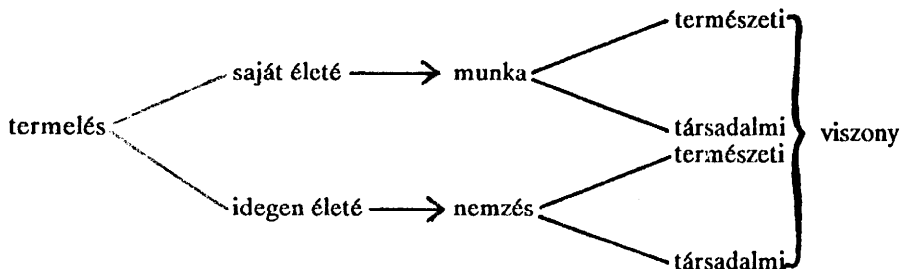 természeti
saját életé munka
termelés
társadalmi
természeti
viszony
idegen életé nemzés
társadalmi